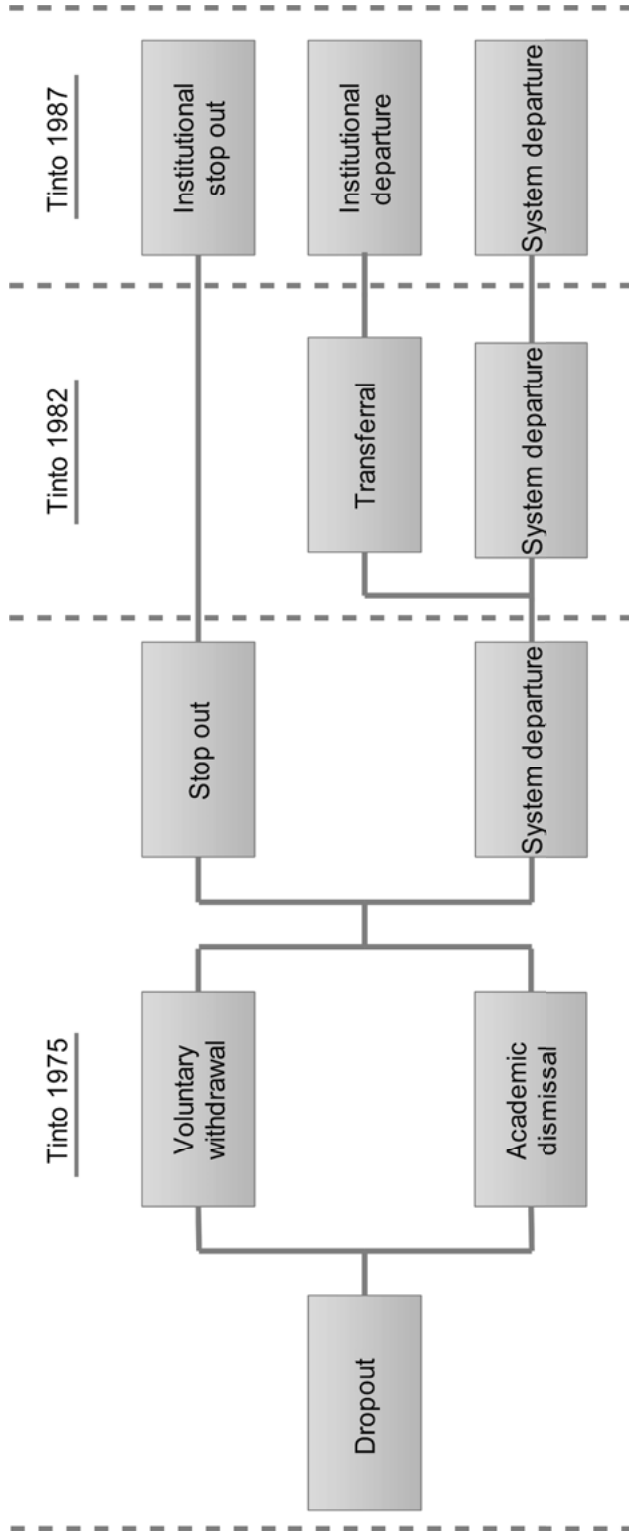 Tinto 1975
Tinto 1982
Tinto 1987
Dropout
Voluntary
withdrawal
Academic
dismissal
Stop out
System departure
Transferral
System departure
Institutional
stop out
Institutional
departure
System departure